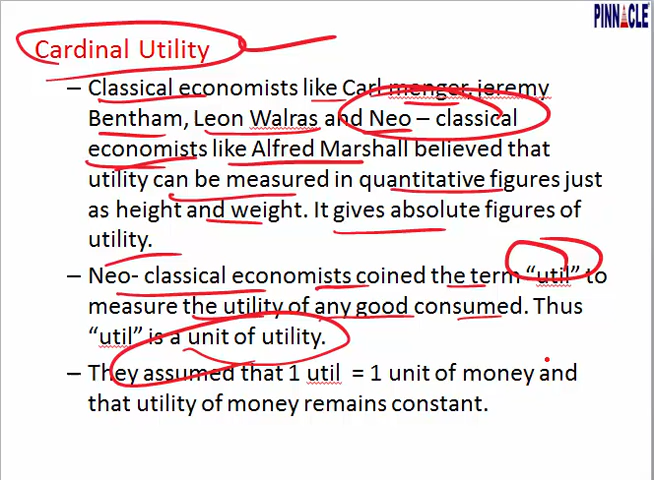 PINNACLE
Cardinal Utility
– Classical economists like Carl menger, jeremy
Bentham, Leon Walras and Neo – classical
economists like Alfred Marshall believed that
utility can be measured in quantitative figures just
as height and weight. It gives absolute figures of
utility.
– Neo- classical economists coined the term “util” to
measure the utility of any good consumed. Thus
“util” is a unit of utility.
– They assumed that 1 util = 1 unit of money and
that utility of money remains constant.